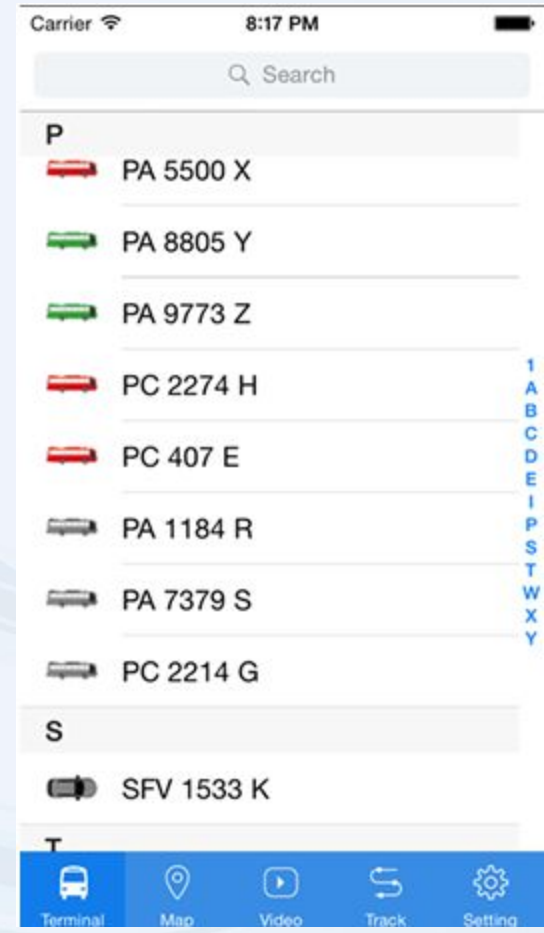 Carrier 8:17 PM
Search
P
PA 5500 X
PA 8805 Y
PA 9773 Z
PC 2274 H
PC 407 E
PA 1184 R
PA 7379 S
PC 2214 G
S
SFV 1533 K
T
1
A
B
C
D
E
I
P
S
T
W
X
Y
Terminal Map Video Track Setting